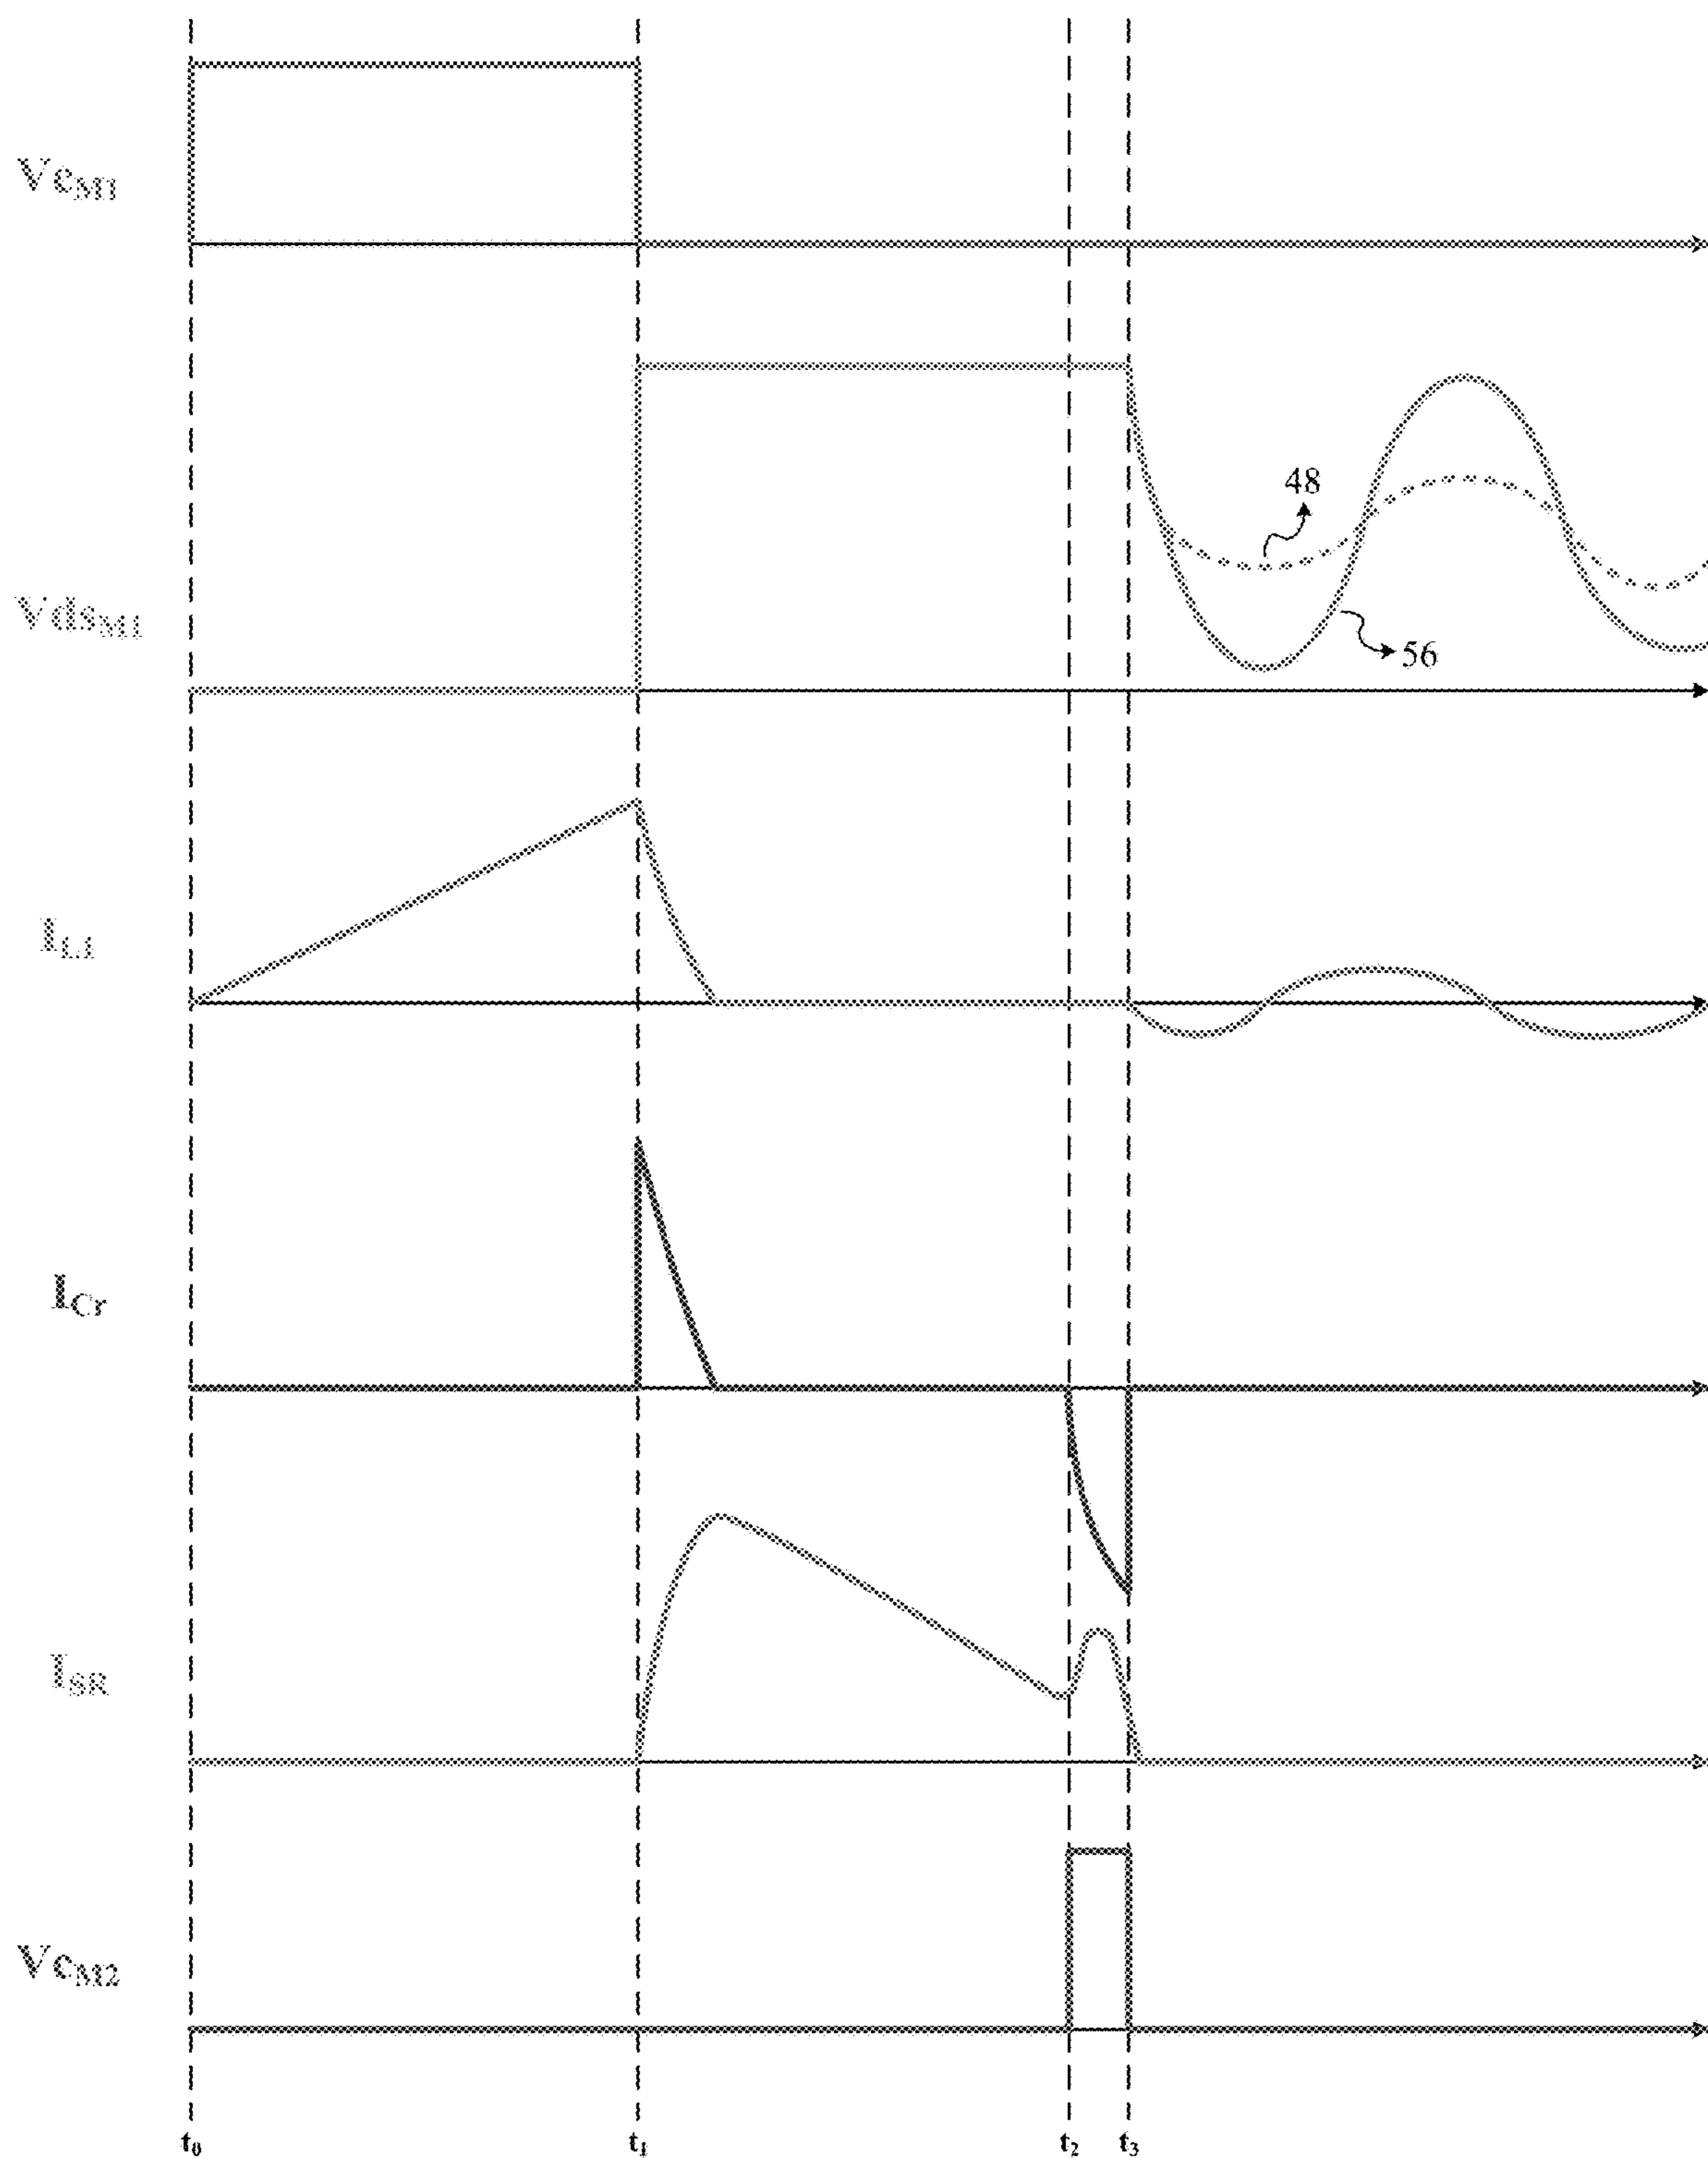 Vc_M1
48
Vds_M1
56
I_L1
I_Cr
I_SR
Vc_M2
t_0 t_1 t_2 t_3